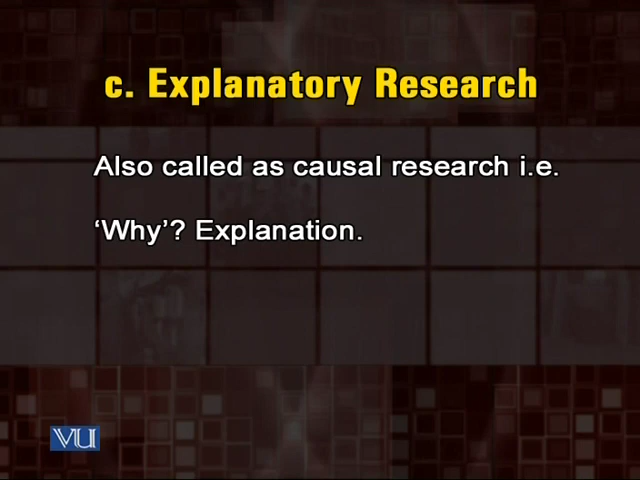 c. Explanatory Research
Also called as causal research i.e.
‘Why’? Explanation.
VU